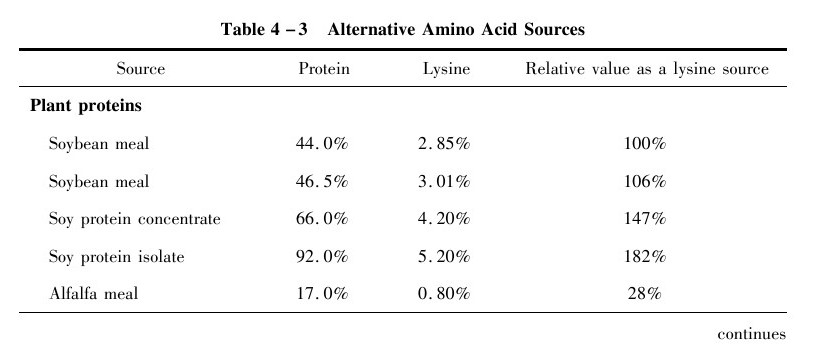 Table 4-3 Alternative Amino Acid Sources
Source Protein Lysine Relative value as a lysine source
Plant proteins
Soybean meal 44.0% 2.85% 100%
Soybean meal 46.5% 3.01% 106%
Soy protein concentrate 66.0% 4.20% 147%
Soy protein isolate 92.0% 5.20% 182%
Alfalfa meal 17.0% 0.80% 28%
continues